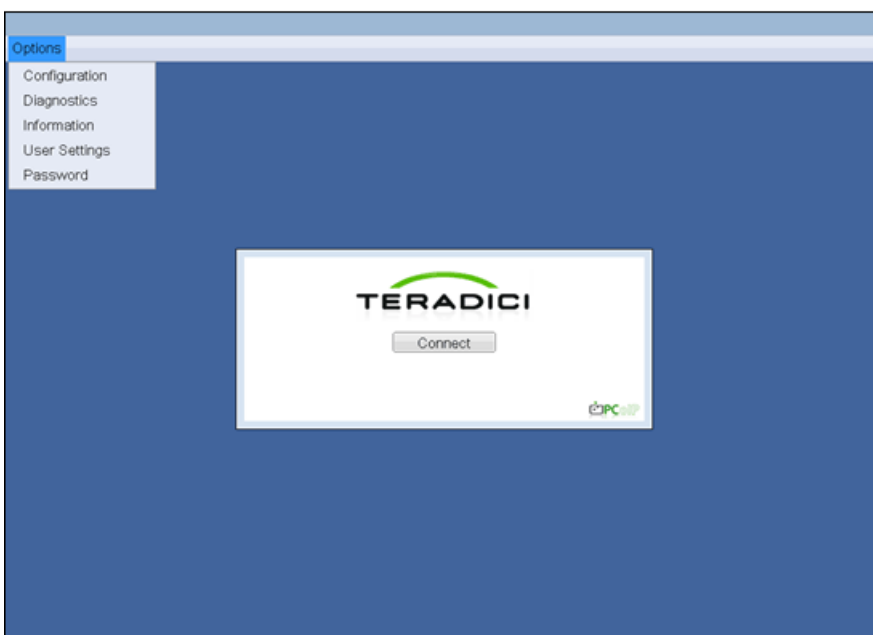 Options
Configuration
Diagnostics
Information
User Settings
Password
TERADICI
Connect
PCoIP